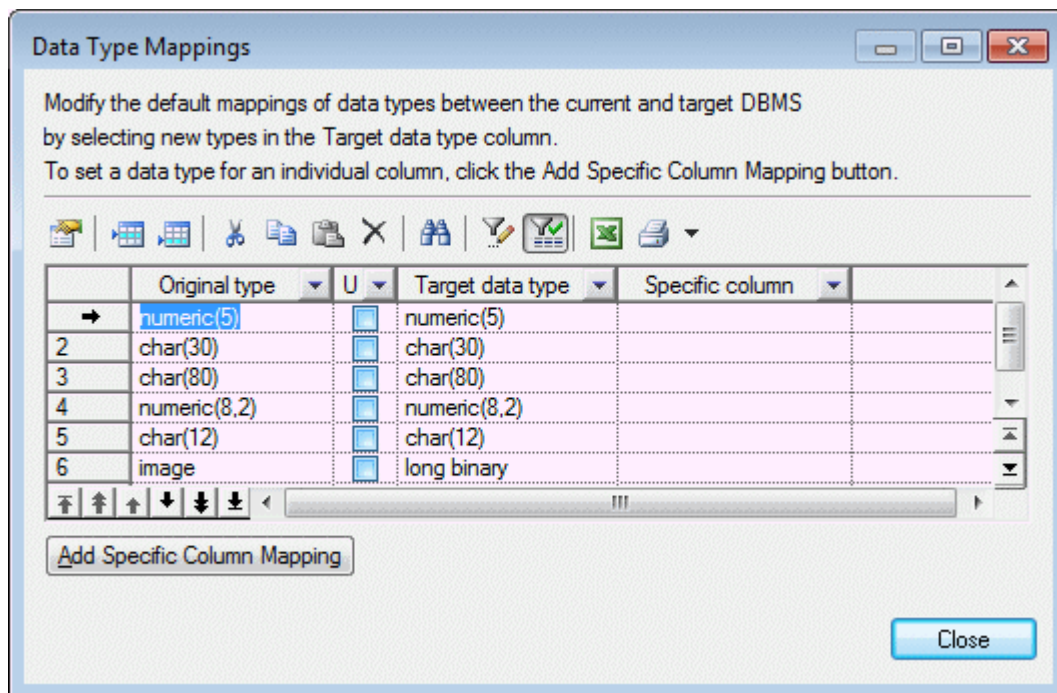 Data Type Mappings
Modify the default mappings of data types between the current and target DBMS
by selecting new types in the Target data type column.
To set a data type for an individual column, click the Add Specific Column Mapping button.
Original type U Target data type Specific column
numeric(5) numeric(5)
2 char(30) char(30)
3 char(80) char(80)
4 numeric(8,2) numeric(8,2)
5 char(12) char(12)
6 image long binary
Add Specific Column Mapping
Close